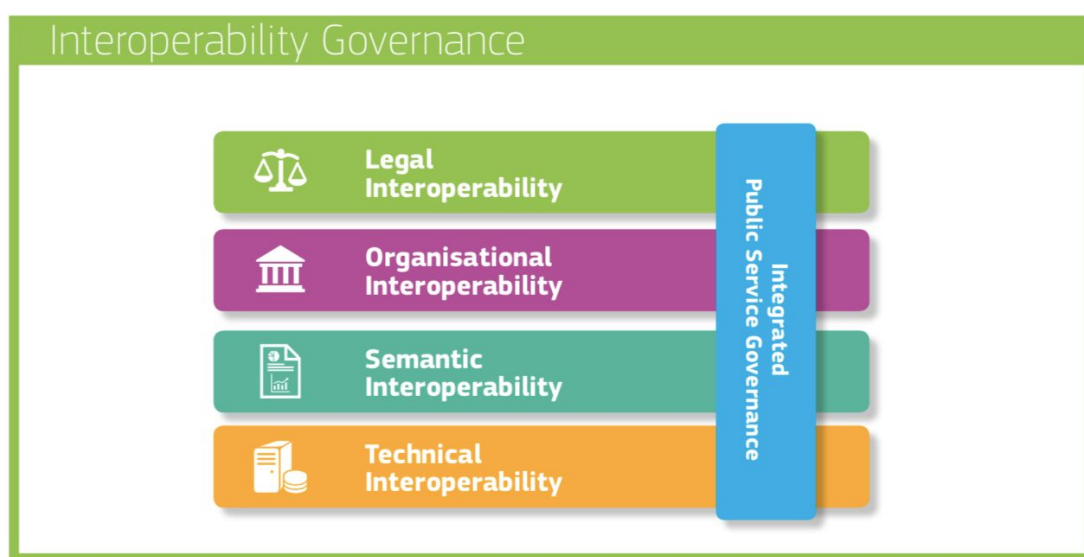 Interoperability Governance
Legal
Interoperability
Organisational
Interoperability
Semantic
Interoperability
Technical
Interoperability
Integrated
Public Service Governance